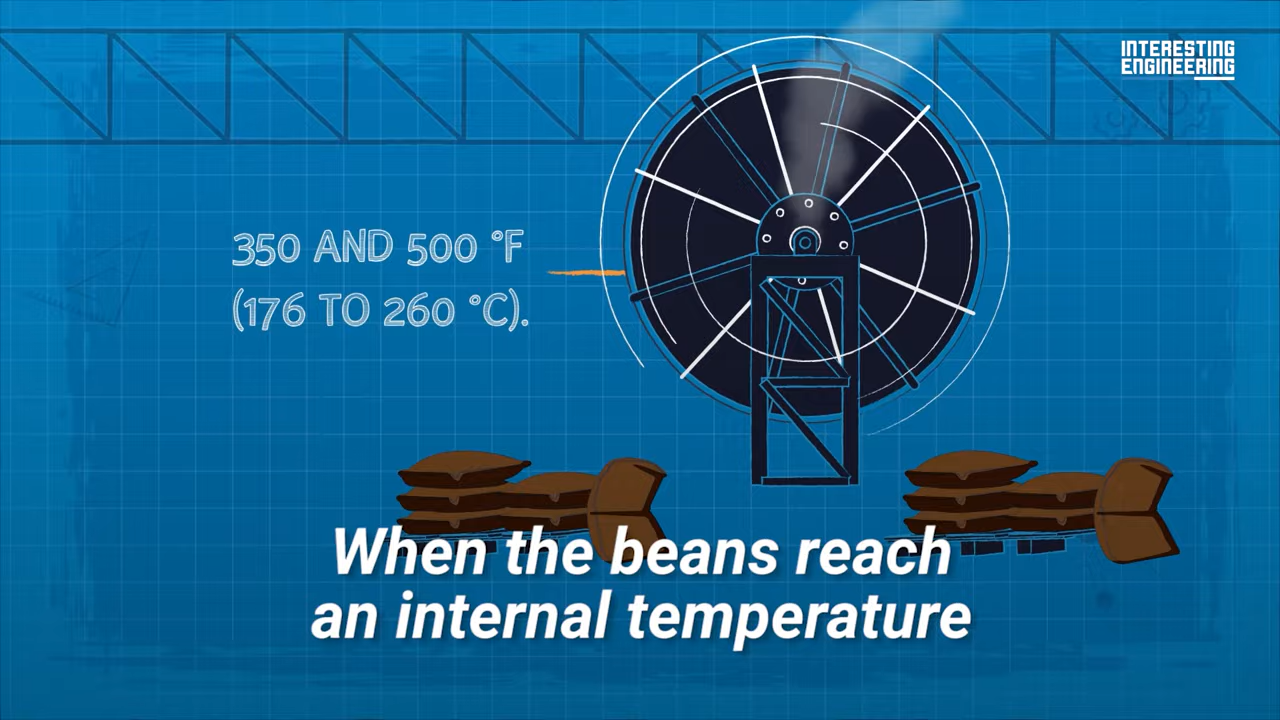 INTERESTING
ENGINEERING
350 AND 500 °F
(176 TO 260 °C).
When the beans reach
an internal temperature